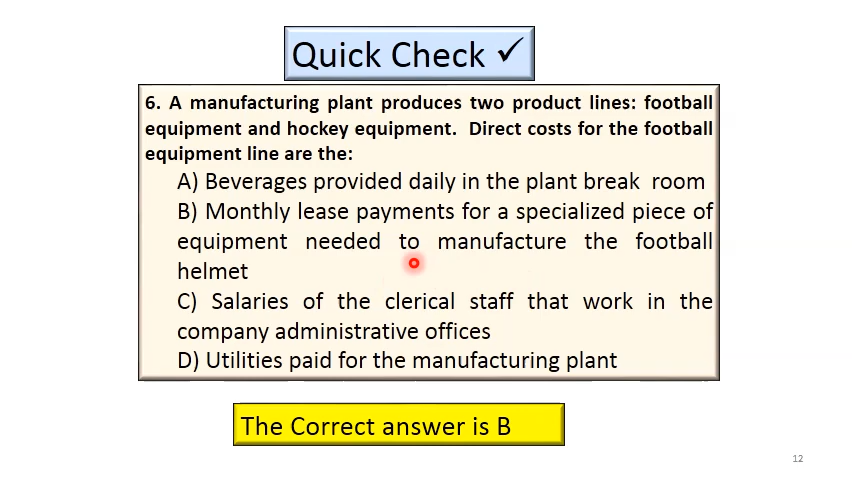 Quick Check ✓
6. A manufacturing plant produces two product lines: football
equipment and hockey equipment. Direct costs for the football
equipment line are the:
A) Beverages provided daily in the plant break room
B) Monthly lease payments for a specialized piece of
equipment needed to manufacture the football
helmet
C) Salaries of the clerical staff that work in the
company administrative offices
D) Utilities paid for the manufacturing plant
The Correct answer is B
12